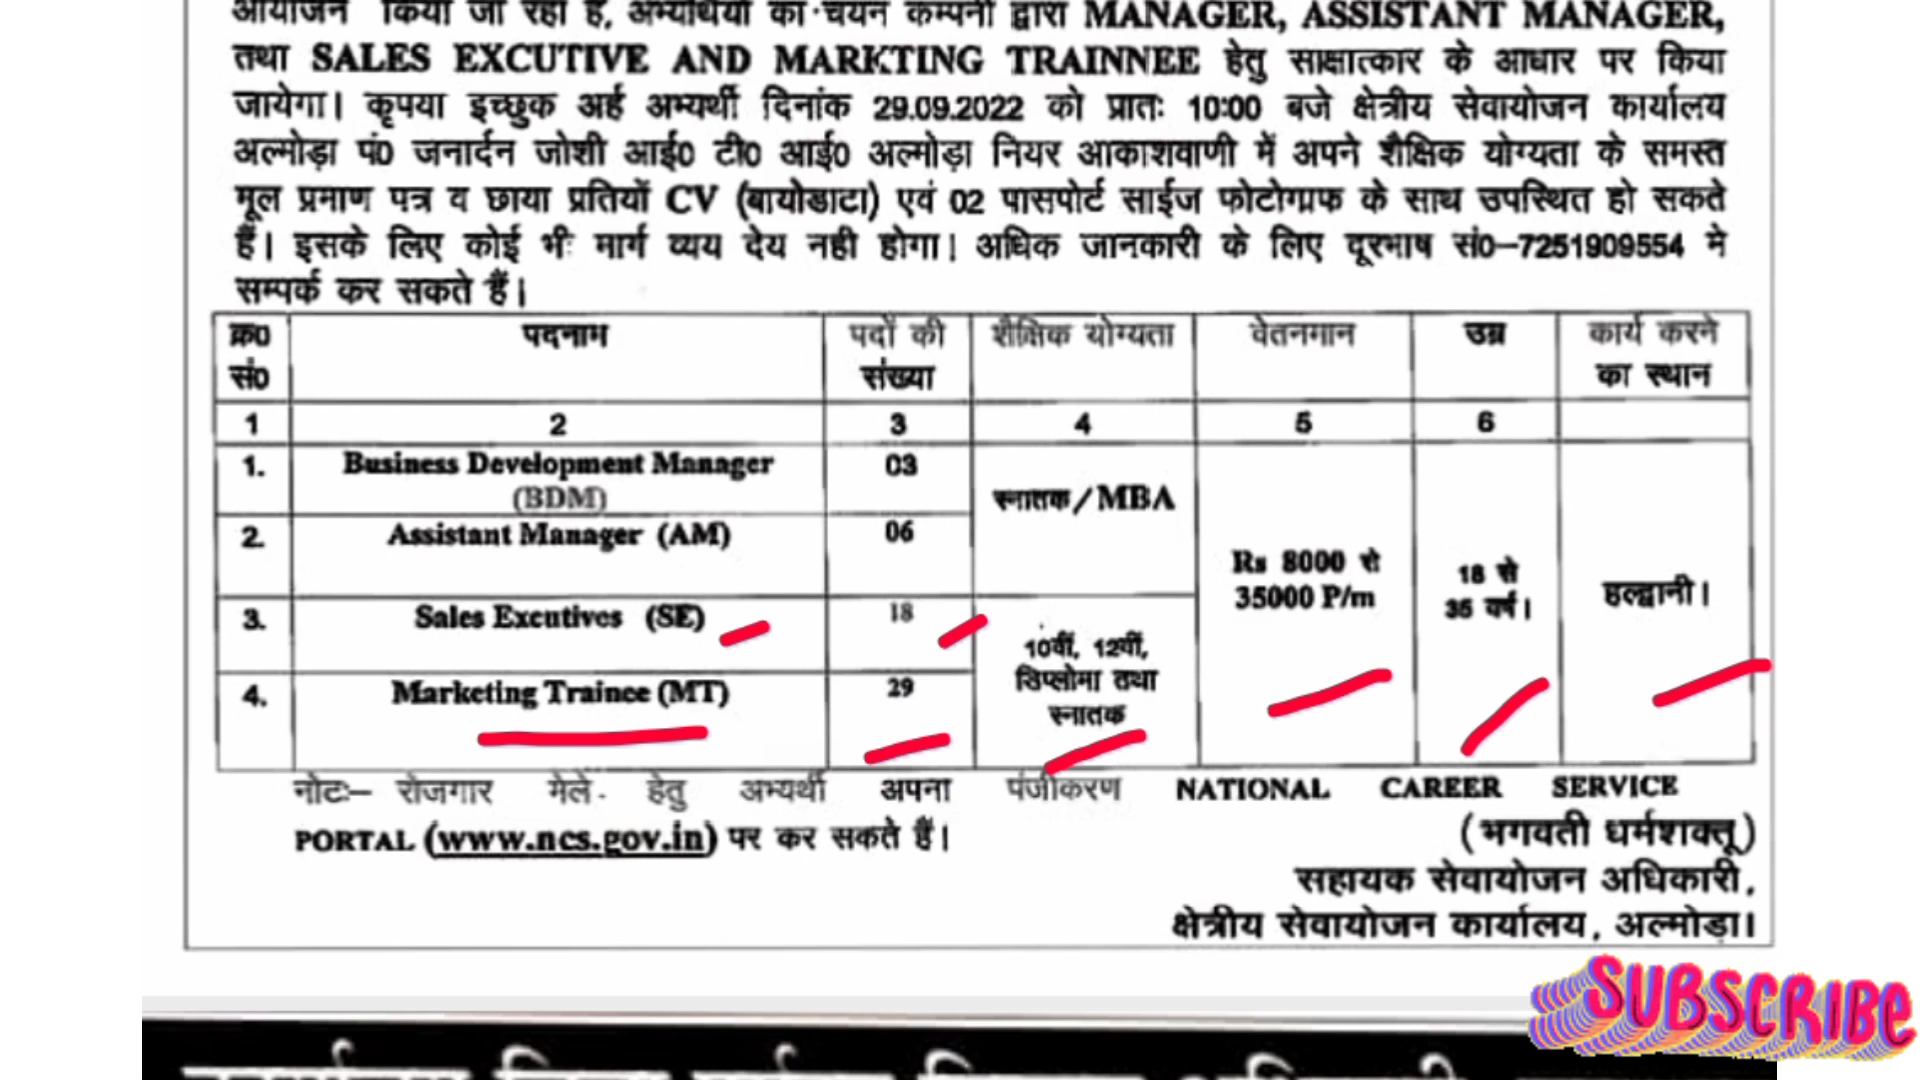 आयोजन किया जा रहा है, अभ्यर्थियों का चयन कम्पनी द्वारा MANAGER, ASSISTANT MANAGER,
तथा SALES EXCUTIVE AND MARKTING TRAINNEE हेतु साक्षात्कार के आधार पर किया
जायेगा। कृपया इच्छुक अर्ह अभ्यर्थी दिनांक 29.09.2022 को प्रातः 10:00 बजे क्षेत्रीय सेवायोजन कार्यालय
अल्मोड़ा पं0 जनार्दन जोशी आई0 टी0 आई0 अल्मोड़ा नियर आकाशवाणी में अपने शैक्षिक योग्यता के समस्त
मूल प्रमाण पत्र व छाया प्रतियों CV (बायोडाटा) एवं 02 पासपोर्ट साईज फोटोग्राफ के साथ उपस्थित हो सकते
हैं। इसके लिए कोई भी मार्ग व्यय देय नही होगा। अधिक जानकारी के लिए दूरभाष सं0–7251909554 मे
सम्पर्क कर सकते हैं।
क्र0 सं0 पदनाम पदों की संख्या शैक्षिक योग्यता वेतनमान उम्र कार्य करने का स्थान
1 2 3 4 5 6
1. Business Development Manager (BDM) 03 स्नातक/MBA Rs 8000 से 35000 P/m 18 से 35 वर्ष। हल्द्वानी।
2. Assistant Manager (AM) 06
3. Sales Excutives (SE) 18 10वीं, 12वीं, डिप्लोमा तथा स्नातक
4. Marketing Trainee (MT) 29
नोटः– रोजगार मेले हेतु अभ्यर्थी अपना पंजीकरण NATIONAL CAREER SERVICE
PORTAL (www.ncs.gov.in) पर कर सकते हैं।
(भगवती धर्मशक्तू)
सहायक सेवायोजन अधिकारी,
क्षेत्रीय सेवायोजन कार्यालय, अल्मोड़ा।
SUBSCRIBE